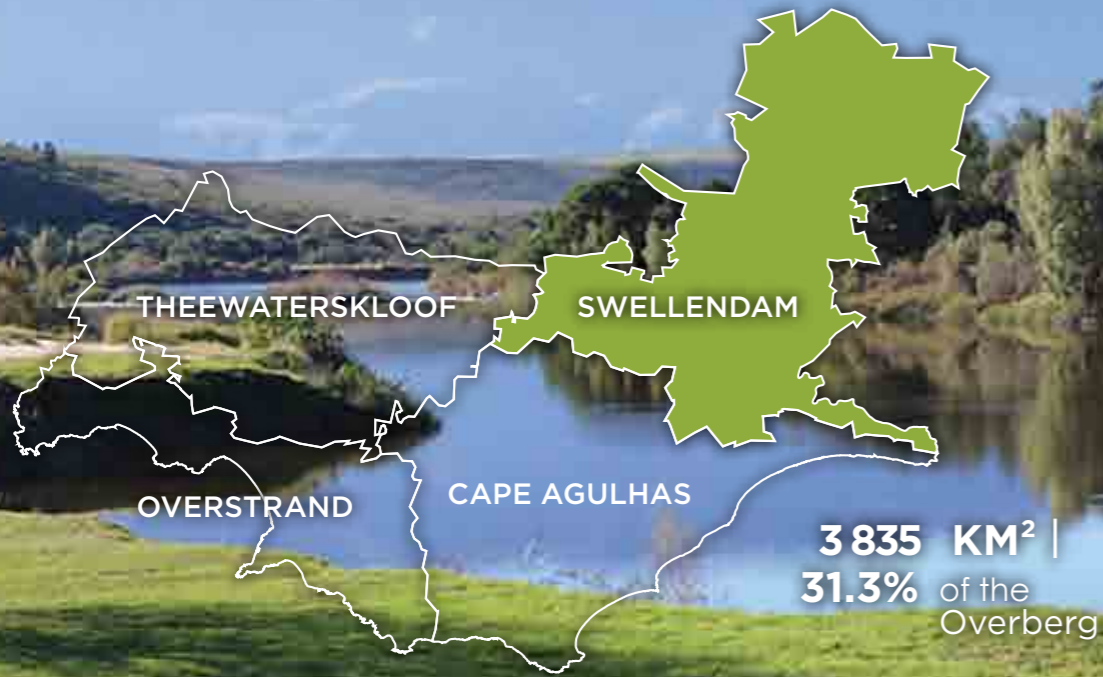 THEEWATERSKLOOF
SWELLENDAM
OVERSTRAND
CAPE AGULHAS
3 835 KM² |
31.3% of the
Overberg